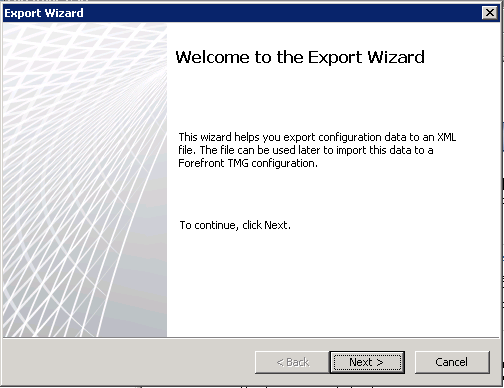 Export Wizard
Welcome to the Export Wizard
This wizard helps you export configuration data to an XML
file. The file can be used later to import this data to a
Forefront TMG configuration.
To continue, click Next.
< Back
Next >
Cancel